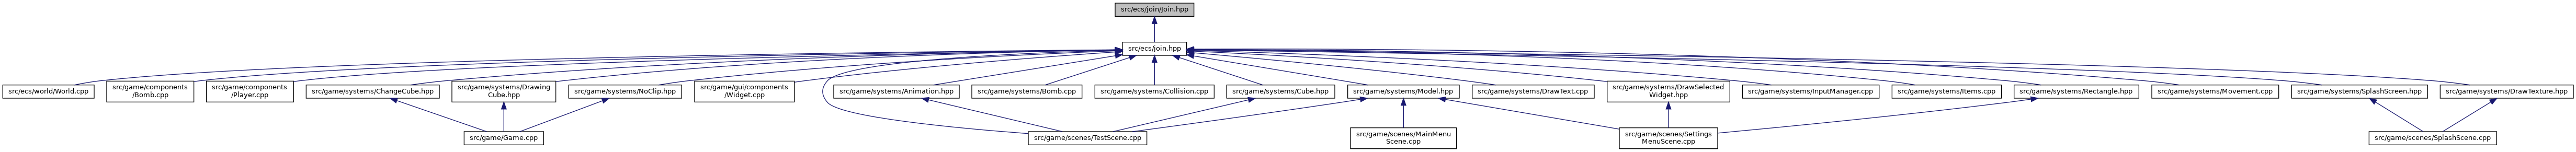 src/ecs/join/Join.hpp
src/ecs/join.hpp
src/ecs/world/World.cpp
src/game/components
/Bomb.cpp
src/game/components
/Player.cpp
src/game/systems/ChangeCube.hpp
src/game/systems/Drawing
Cube.hpp
src/game/systems/NoClip.hpp
src/game/gui/components
/Widget.cpp
src/game/systems/Animation.hpp
src/game/systems/Bomb.cpp
src/game/systems/Collision.cpp
src/game/systems/Cube.hpp
src/game/systems/Model.hpp
src/game/systems/DrawText.cpp
src/game/systems/DrawSelected
Widget.hpp
src/game/systems/InputManager.cpp
src/game/systems/Items.cpp
src/game/systems/Rectangle.hpp
src/game/systems/Movement.cpp
src/game/systems/SplashScreen.hpp
src/game/systems/DrawTexture.hpp
src/game/Game.cpp
src/game/scenes/TestScene.cpp
src/game/scenes/MainMenu
Scene.cpp
src/game/scenes/Settings
MenuScene.cpp
src/game/scenes/SplashScene.cpp